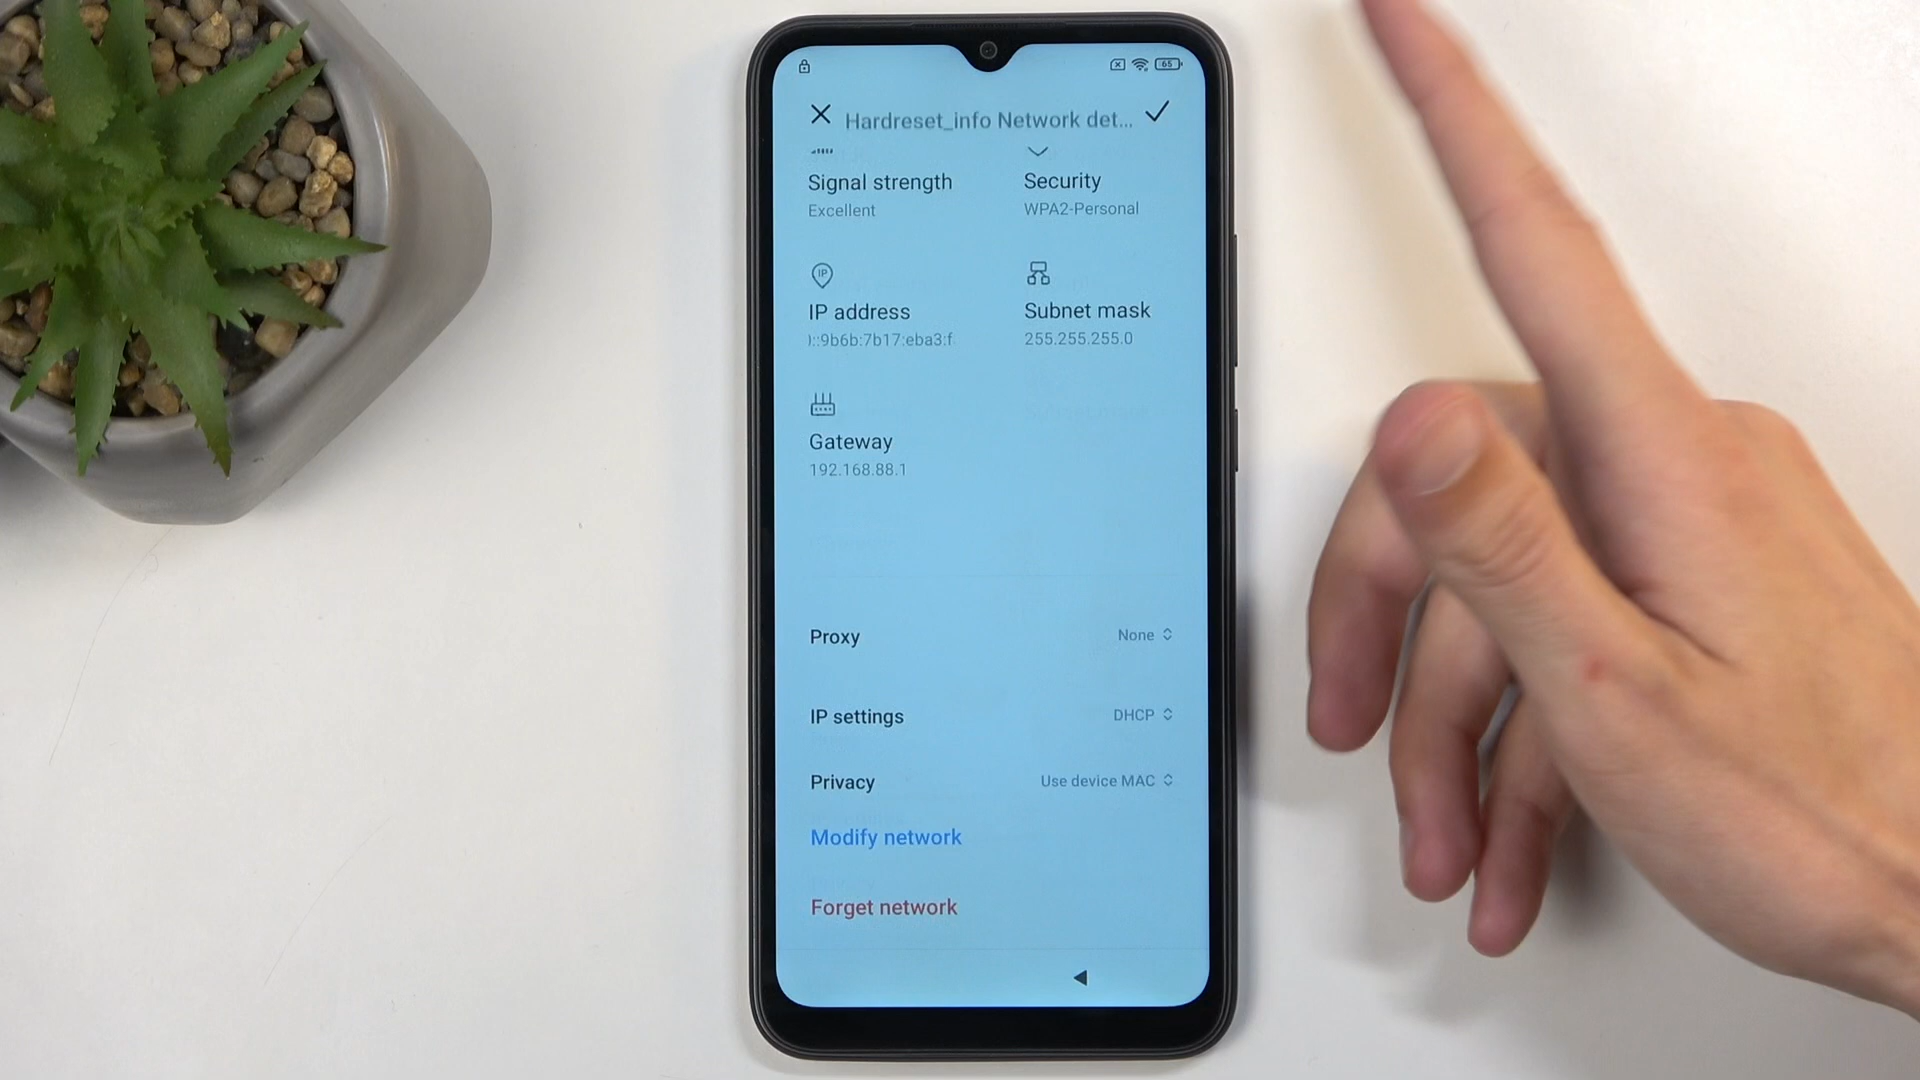 65
Hardreset_info Network det...
Signal strength
Security
Excellent
WPA2-Personal
IP
IP address
Subnet mask
::9b6b:7b17:eba3:f
255.255.255.0
Gateway
192.168.88.1
Proxy
None
IP settings
DHCP
Privacy
Use device MAC
Modify network
Forget network